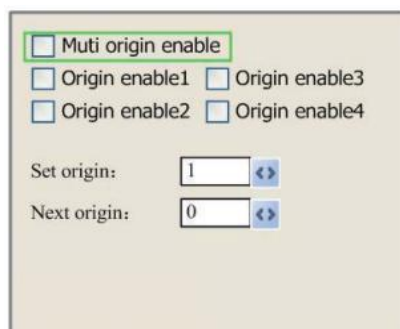 Muti origin enable
Origin enable1 Origin enable3
Origin enable2 Origin enable4
Set origin: 1
Next origin: 0